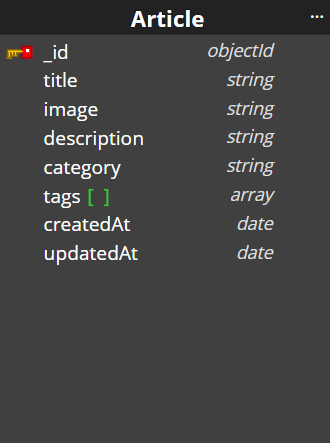 Article ...
_id objectId
title string
image string
description string
category string
tags [ ] array
createdAt date
updatedAt date